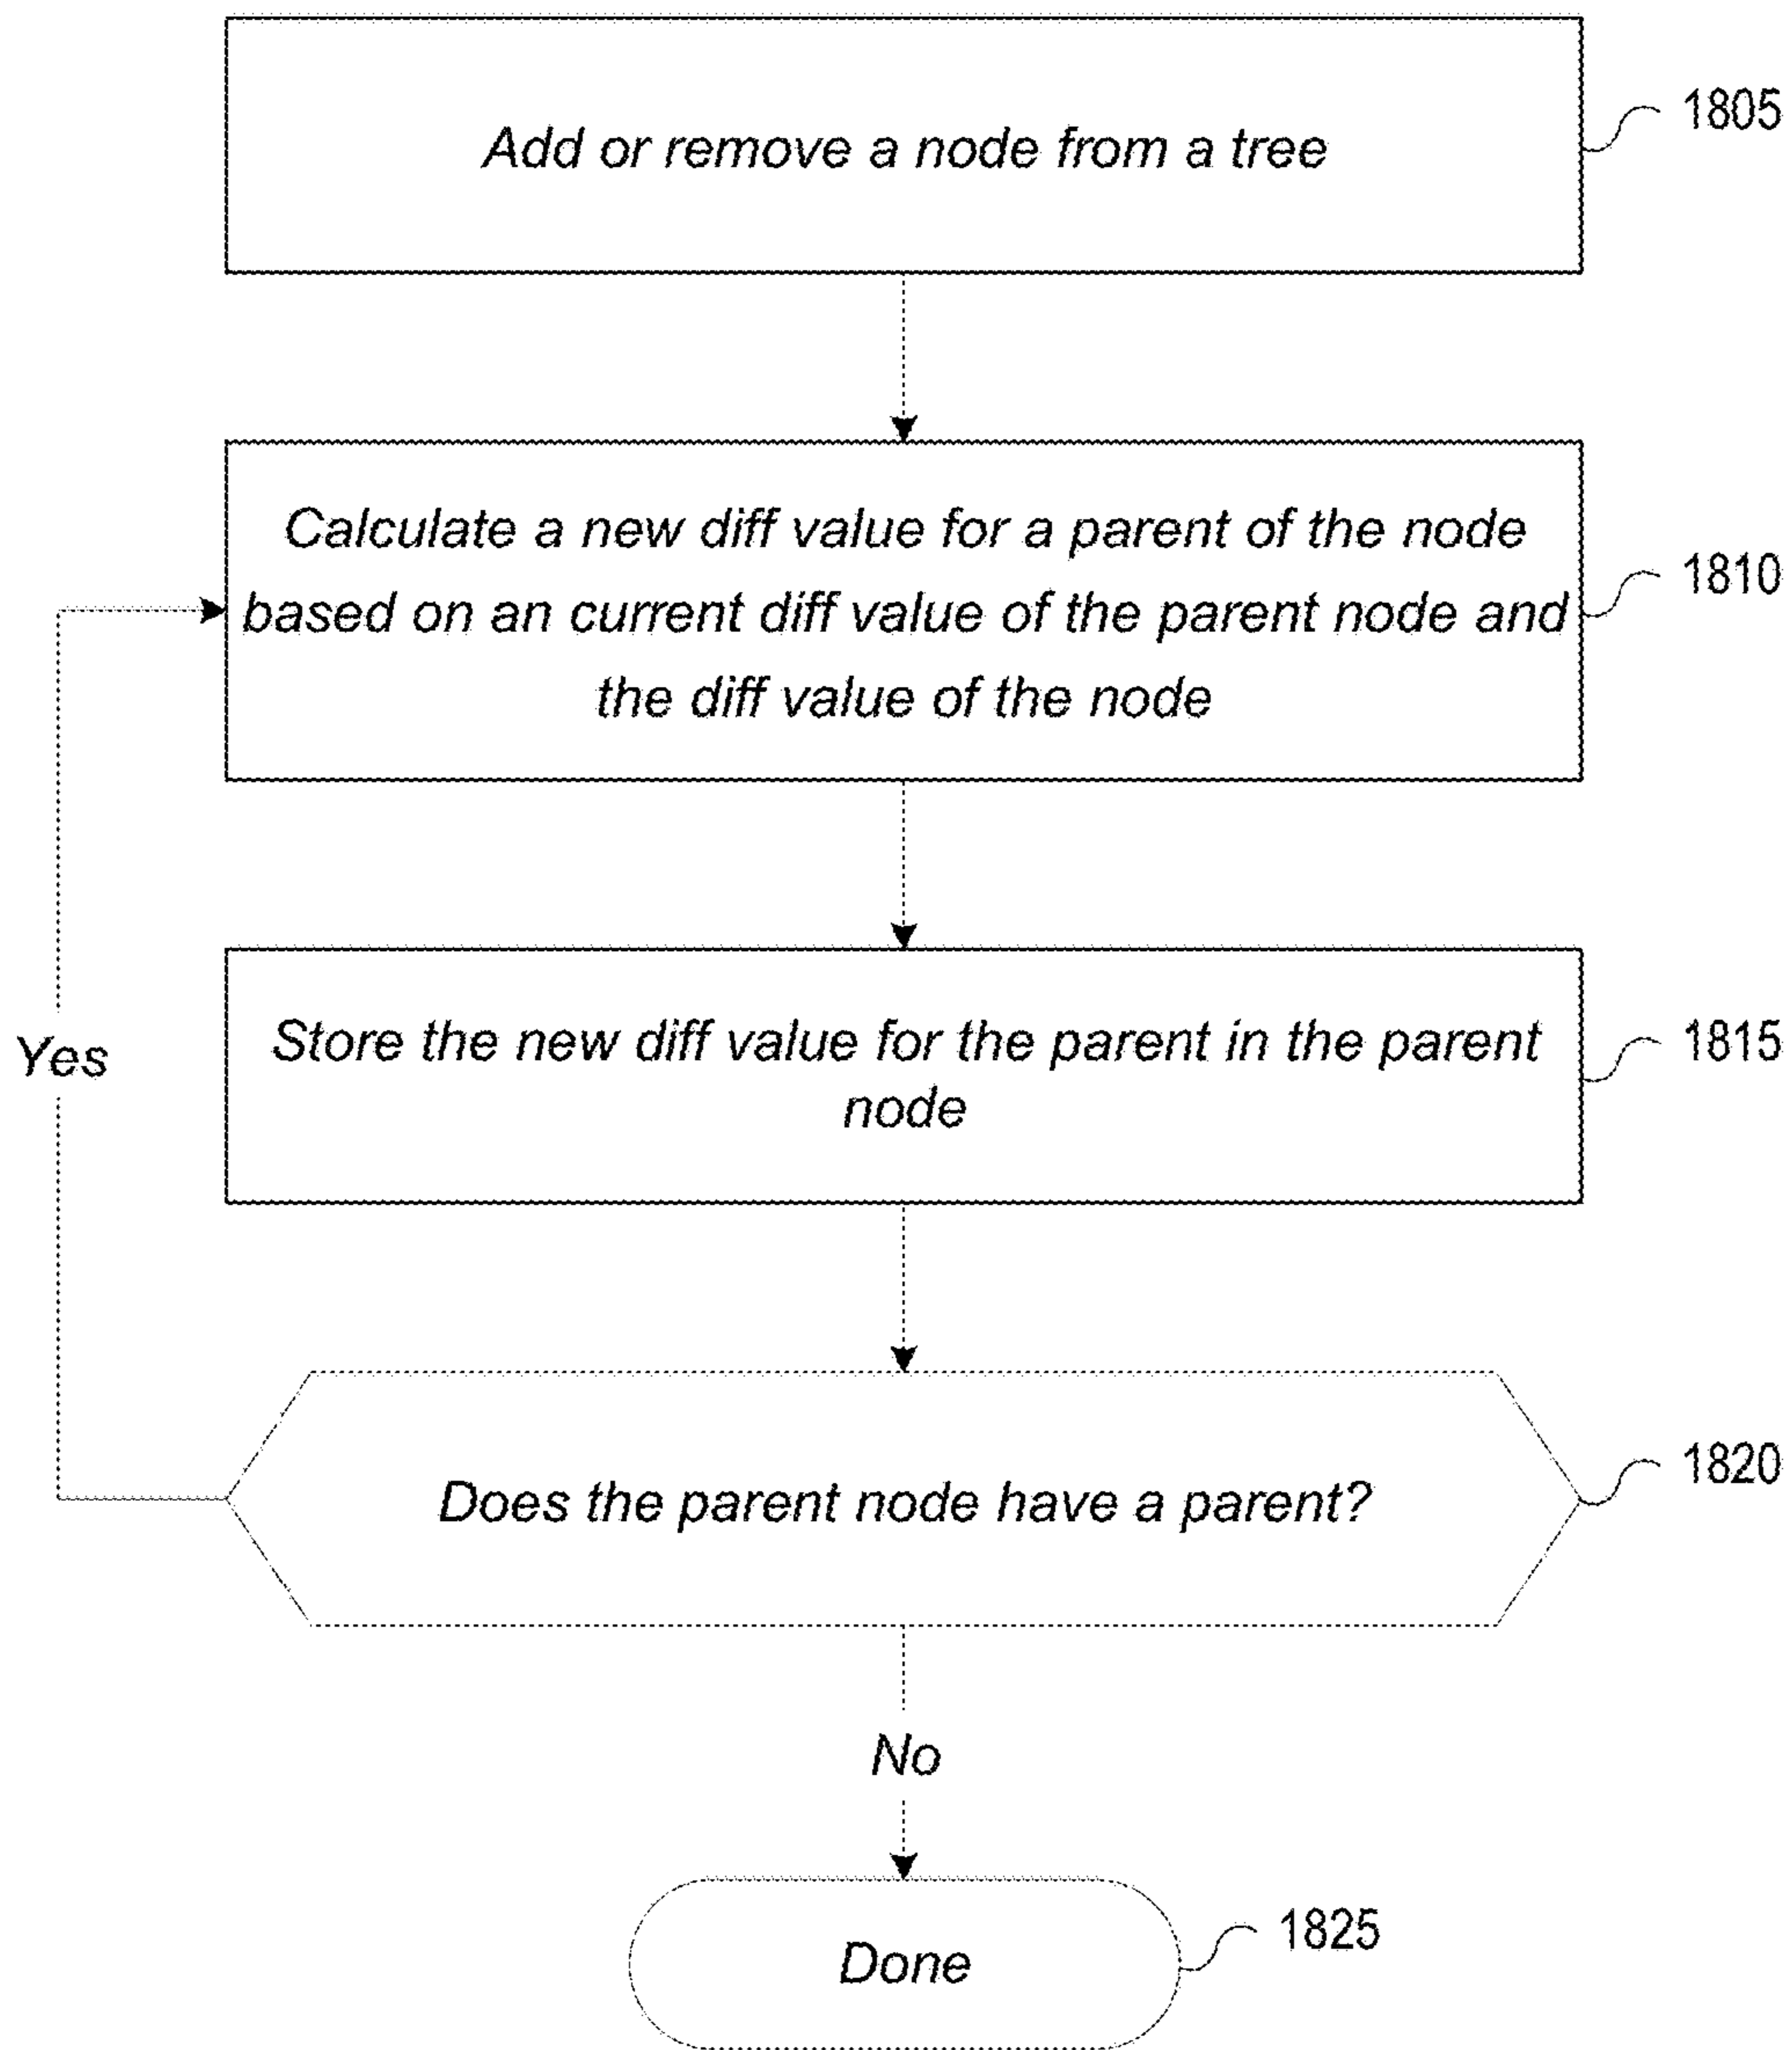 Add or remove a node from a tree
1805
Calculate a new diff value for a parent of the node
based on an current diff value of the parent node and
the diff value of the node
1810
Store the new diff value for the parent in the parent
node
1815
Yes
Does the parent node have a parent?
1820
No
Done
1825